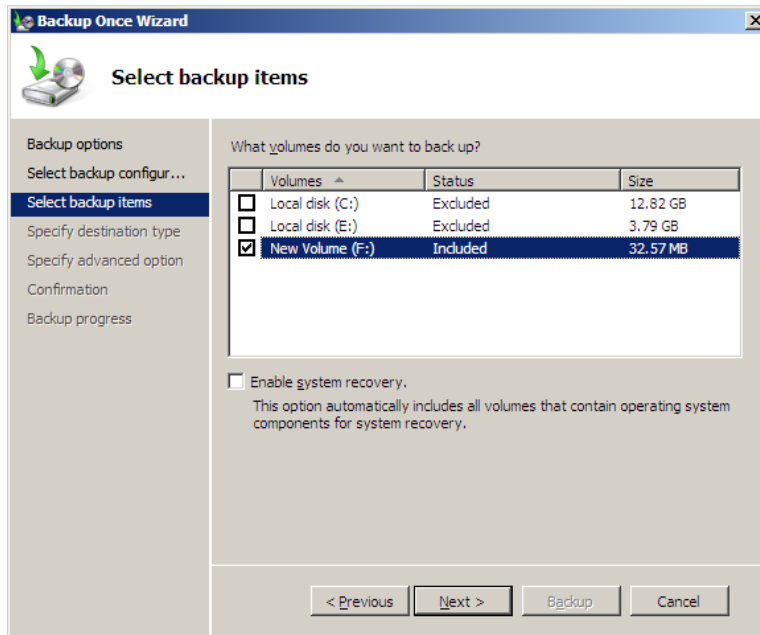 Backup Once Wizard
Select backup items
Backup options
Select backup configur...
Select backup items
Specify destination type
Specify advanced option
Confirmation
Backup progress
What volumes do you want to back up?
Volumes Status Size
Local disk (C:) Excluded 12.82 GB
Local disk (E:) Excluded 3.79 GB
New Volume (F:) Included 32.57 MB
Enable system recovery.
This option automatically includes all volumes that contain operating system
components for system recovery.
< Previous Next > Backup Cancel